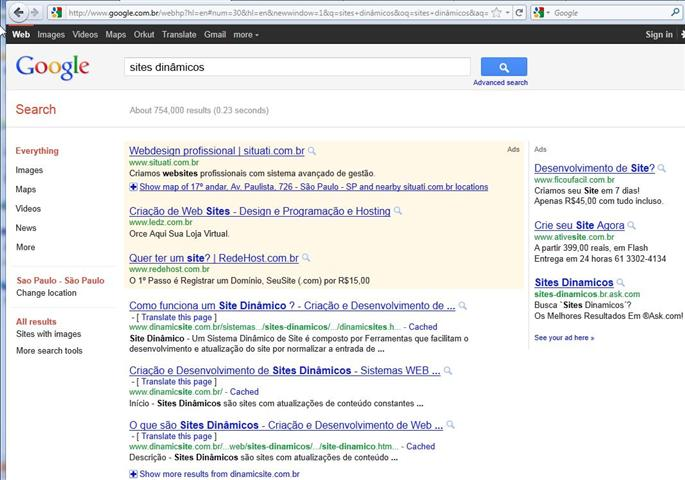 http://www.google.com.br/webhp?hl=en#num=30&hl=en&newwindow=1&q=sites+dinâmicos&oq=sites+dinâmicos&aq=
Google
Web Images Videos Maps Orkut Translate Gmail more
Sign in
Google
sites dinâmicos
Advanced search
Search
About 754,000 results (0.23 seconds)
Everything
Images
Maps
Videos
News
More
Sao Paulo - São Paulo
Change location
All results
Sites with images
More search tools
Webdesign profissional | situati.com.br
Ads
www.situati.com.br
Criamos websites profissionais com sistema avançado de gestão.
Show map of 17º andar, Av. Paulista, 726 - São Paulo - SP and nearby situati.com.br locations
Criação de Web Sites - Design e Programação e Hosting
www.ledz.com.br
Orce Aqui Sua Loja Virtual.
Quer ter um site? | RedeHost.com.br
www.redehost.com.br
O 1º Passo é Registrar um Domínio, SeuSite (.com) por R$15,00
Como funciona um Site Dinâmico ? - Criação e Desenvolvimento de ...
- [ Translate this page ]
www.dinamicsite.com.br/sistemas.../sites-dinamicos/.../dinamicsites.h... - Cached
Site Dinâmico - Um Sistema Dinâmico de Site é composto por Ferramentas que facilitam o
desenvolvimento e atualização do site por normalizar a entrada de ...
Criação e Desenvolvimento de Sites Dinâmicos - Sistemas WEB ...
- [ Translate this page ]
www.dinamicsite.com.br/ - Cached
Início - Sites Dinâmicos são sites com atualizações de conteúdo constantes ...
O que são Sites Dinâmicos - Criação e Desenvolvimento de Web ...
- [ Translate this page ]
www.dinamicsite.com.br/...web/sites-dinamicos/.../site-dinamico.htm... - Cached
Descrição - Sites Dinâmicos são sites com atualizações de conteúdo ...
Show more results from dinamicsite.com.br
Ads
Desenvolvimento de Site?
www.ficoufacil.com.br
Criamos seu Site em 7 dias!
Apenas R$45,00 com tudo incluso.
Crie seu Site Agora
www.ativesite.com.br
A partir 399,00 reais, em Flash
Entrega em 24 horas 61 3302-4134
Sites Dinamicos
sites-dinamicos.br.ask.com
Busca `Sites Dinamicos`?
Os Melhores Resultados Em ®Ask.com!
See your ad here »